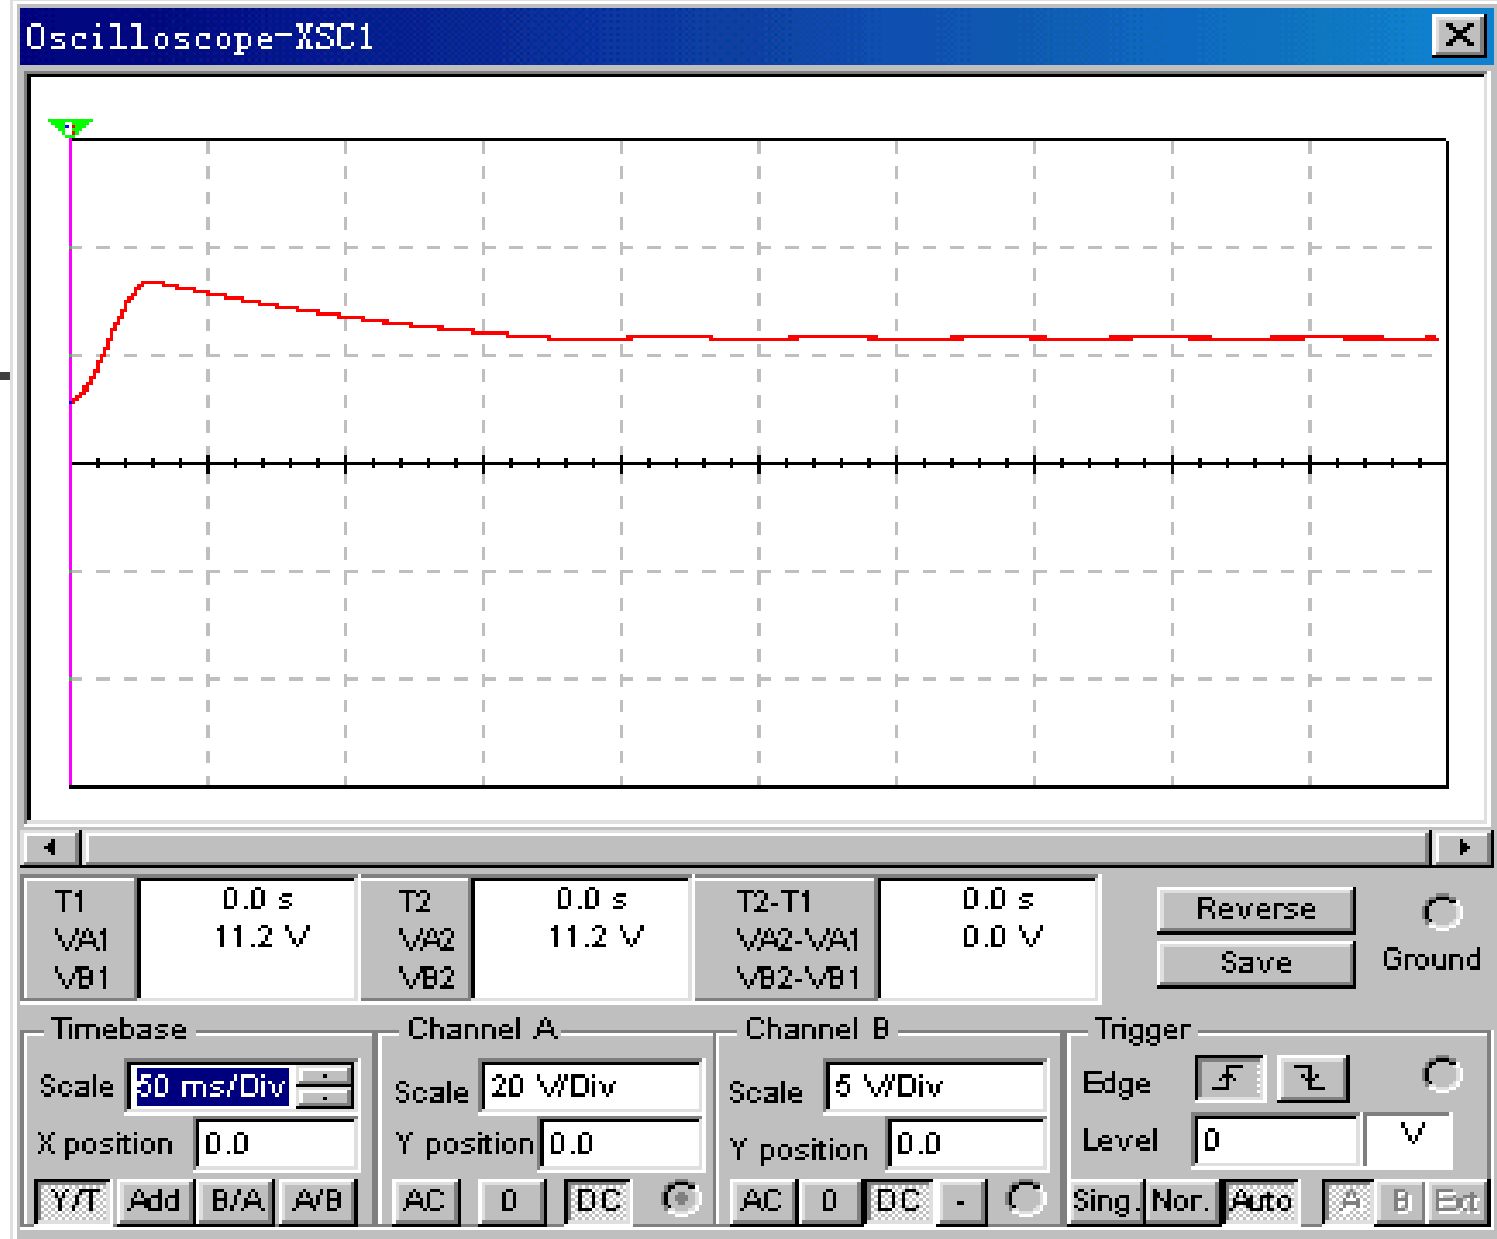 Oscilloscope-XSC1
T1 0.0 s T2 0.0 s T2-T1 0.0 s
VA1 11.2 V VA2 11.2 V VA2-VA1 0.0 V
VB1 VB2 VB2-VB1
Reverse
Save
Ground
Timebase
Scale 50 ms/Div
X position 0.0
Y/T Add B/A A/B
Channel A
Scale 20 V/Div
Y position 0.0
AC 0 DC
Channel B
Scale 5 V/Div
Y position 0.0
AC 0 DC -
Trigger
Edge
Level 0 V
Sing. Nor. Auto A B Ext